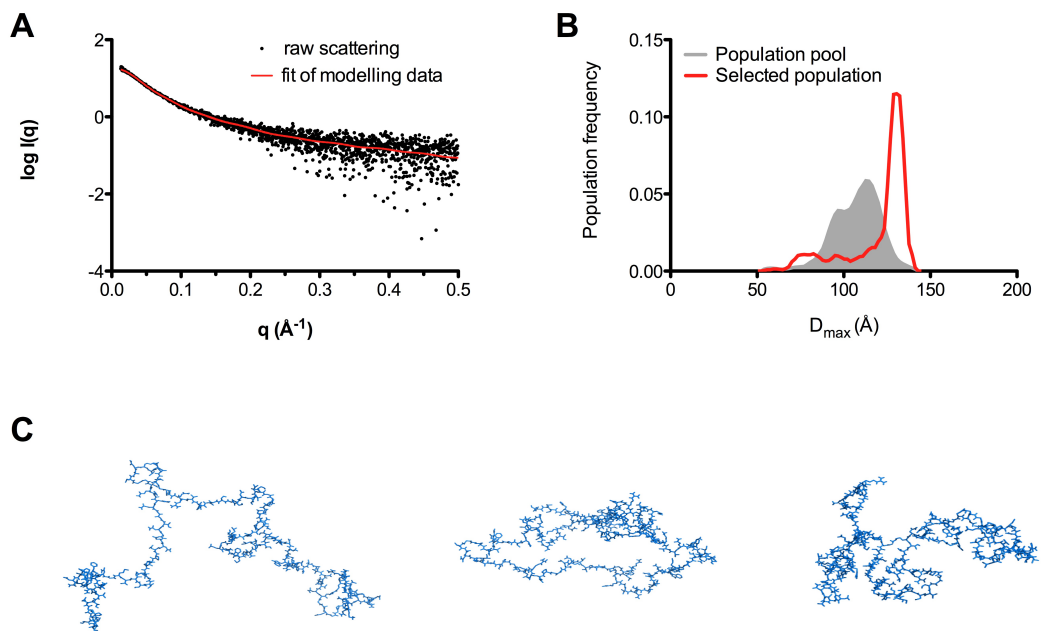 A
2
0
-2
-4
log I(q)
raw scattering
fit of modelling data
0.0 0.1 0.2 0.3 0.4 0.5
q (Å-1)
B
0.15
0.10
0.05
0.00
Population frequency
Population pool
Selected population
0 50 100 150 200
Dmax (Å)
C